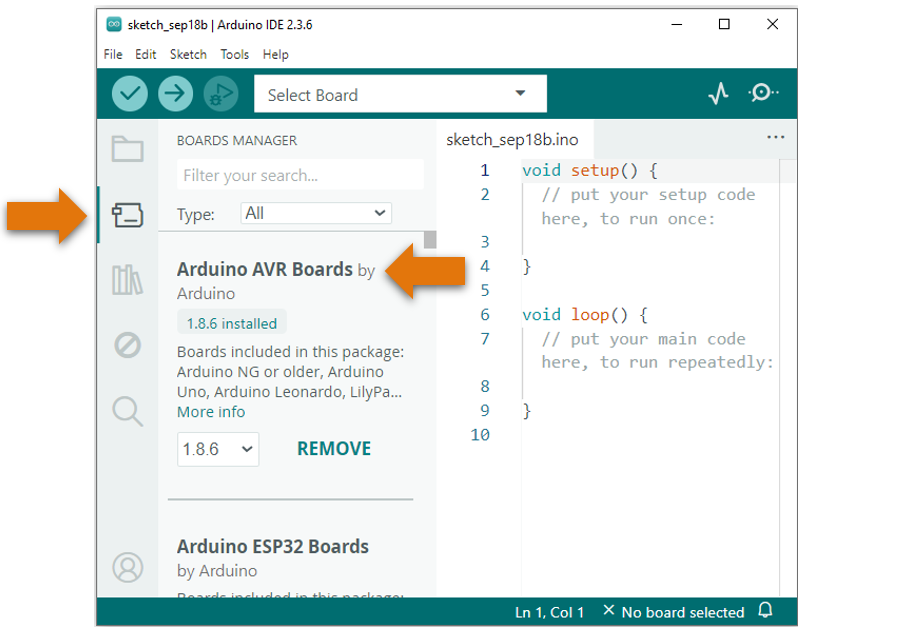 sketch_sep18b | Arduino IDE 2.3.6
File Edit Sketch Tools Help
Select Board
BOARDS MANAGER
Filter your search...
Type: All
Arduino AVR Boards by
Arduino
1.8.6 installed
Boards included in this package:
Arduino NG or older, Arduino
Uno, Arduino Leonardo, LilyPa...
More info
1.8.6 REMOVE
Arduino ESP32 Boards
by Arduino
Boards included in this package:
sketch_sep18b.ino
1 void setup() {
2 // put your setup code
here, to run once:
3
4 }
5
6 void loop() {
7 // put your main code
here, to run repeatedly:
8
9 }
10
Ln 1, Col 1 × No board selected